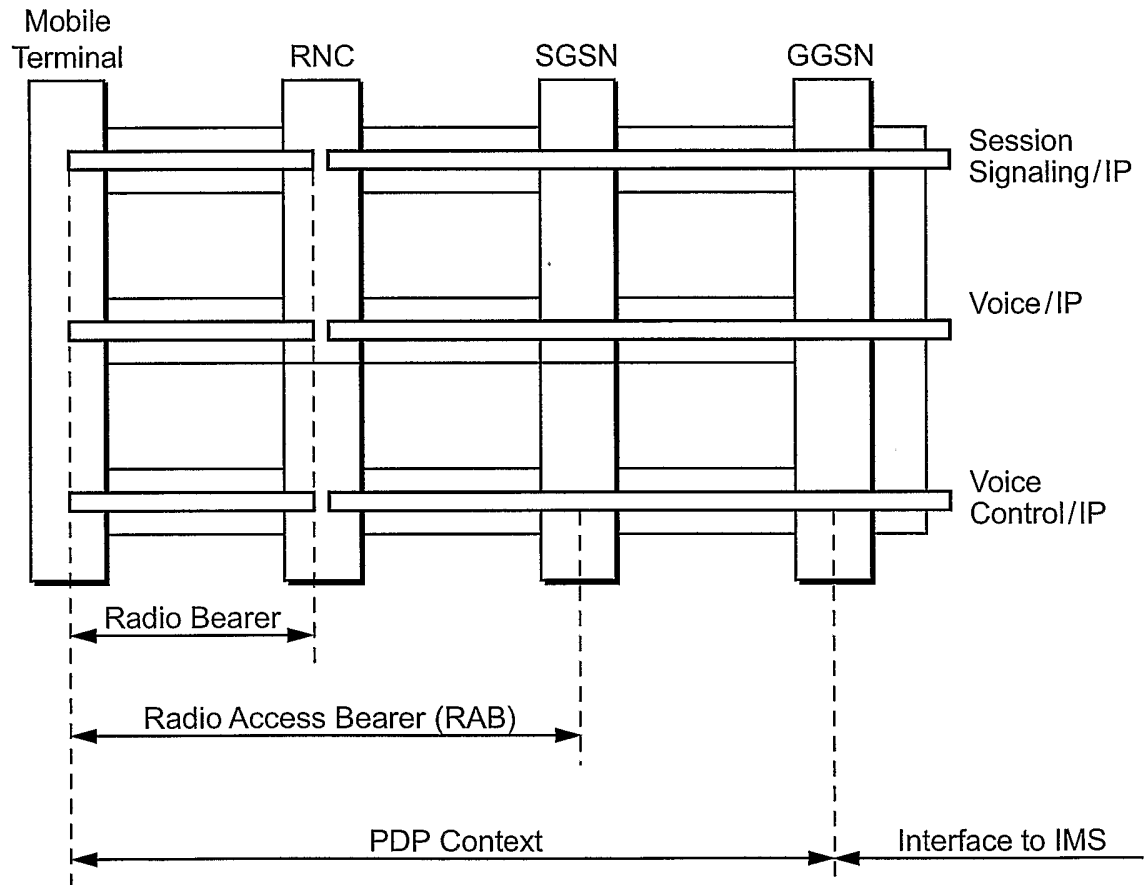 Mobile
Terminal
RNC
SGSN
GGSN
Session
Signaling/IP
Voice/IP
Voice
Control/IP
Radio Bearer
Radio Access Bearer (RAB)
PDP Context
Interface to IMS